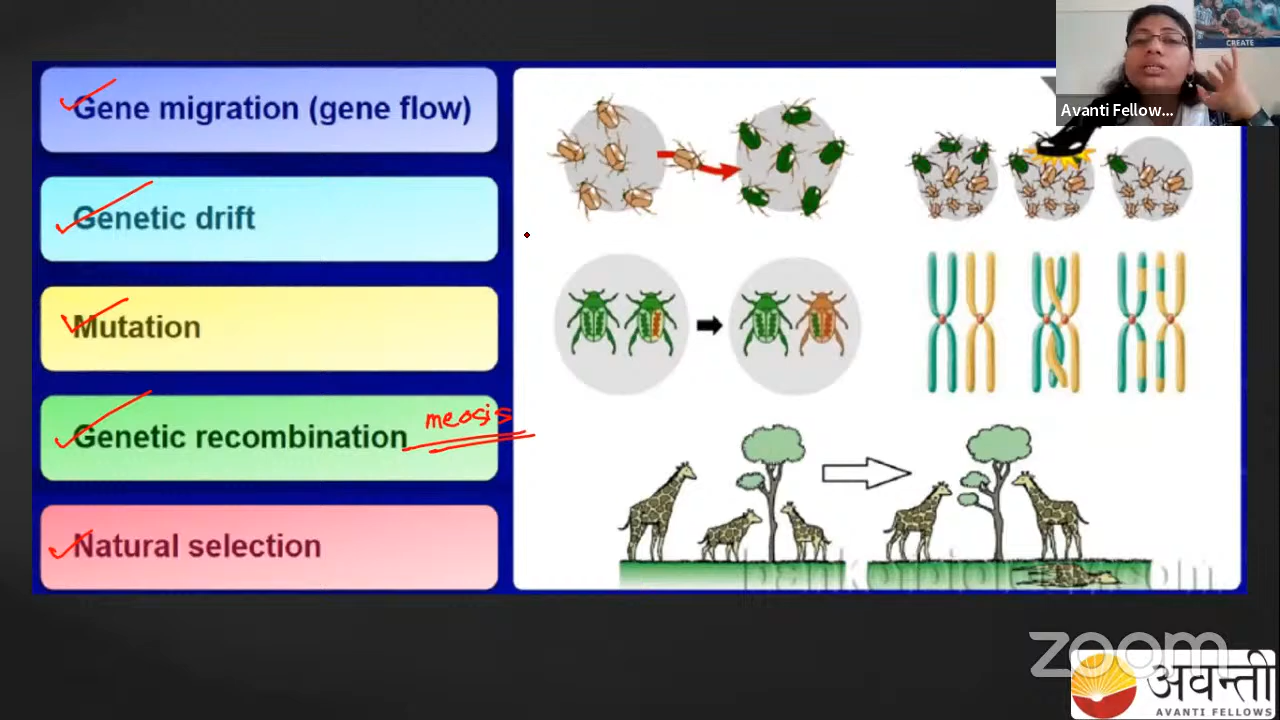 CREATE
Avanti Fellow...
Gene migration (gene flow)
Genetic drift
Mutation
Genetic recombination
meosis
Natural selection
zoom
अवन्ती
AVANTI FELLOWS